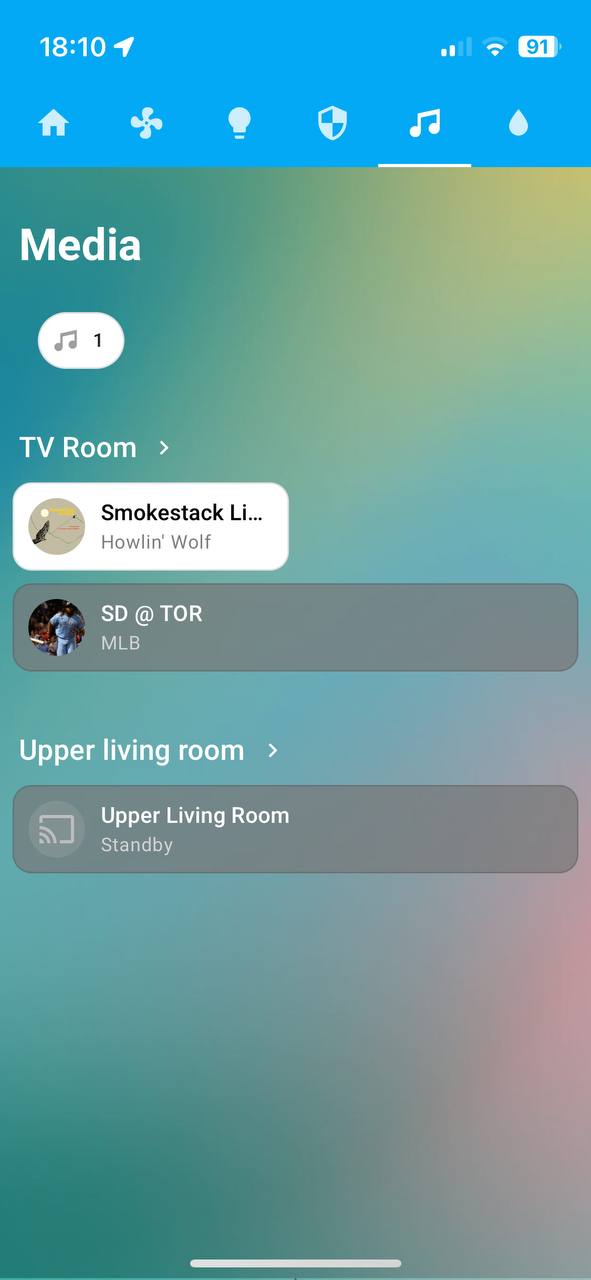 18:10
91
Media
1
TV Room
Smokestack Li...
Howlin' Wolf
SD @ TOR
MLB
Upper living room
Upper Living Room
Standby